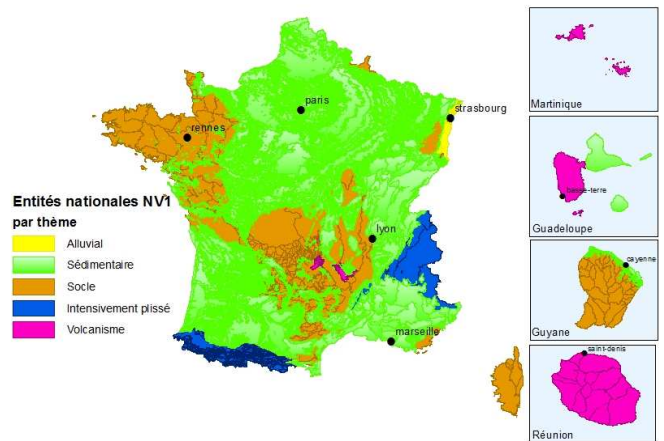 paris
strasbourg
rennes
lyon
marseille
Entités nationales NV1
par thème
Alluvial
Sédimentaire
Socle
Intensivement plissé
Volcanisme
Martinique
basse-terre
Guadeloupe
cayenne
Guyane
saint-denis
Réunion